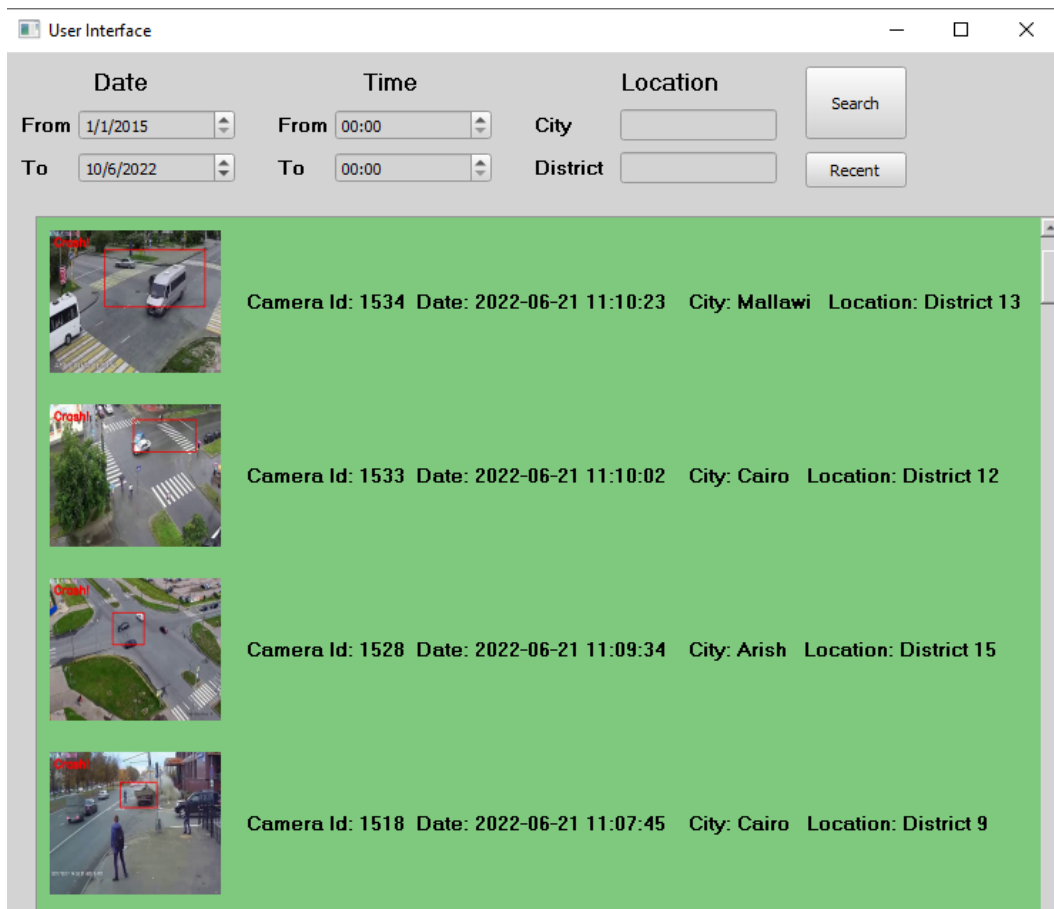 User Interface
Date Time Location
From 1/1/2015 From 00:00 City Search
To 10/6/2022 To 00:00 District Recent
Crash!
Camera Id: 1534 Date: 2022-06-21 11:10:23 City: Mallawi Location: District 13
Crash!
Camera Id: 1533 Date: 2022-06-21 11:10:02 City: Cairo Location: District 12
Crash!
Camera Id: 1528 Date: 2022-06-21 11:09:34 City: Arish Location: District 15
Crash!
Camera Id: 1518 Date: 2022-06-21 11:07:45 City: Cairo Location: District 9